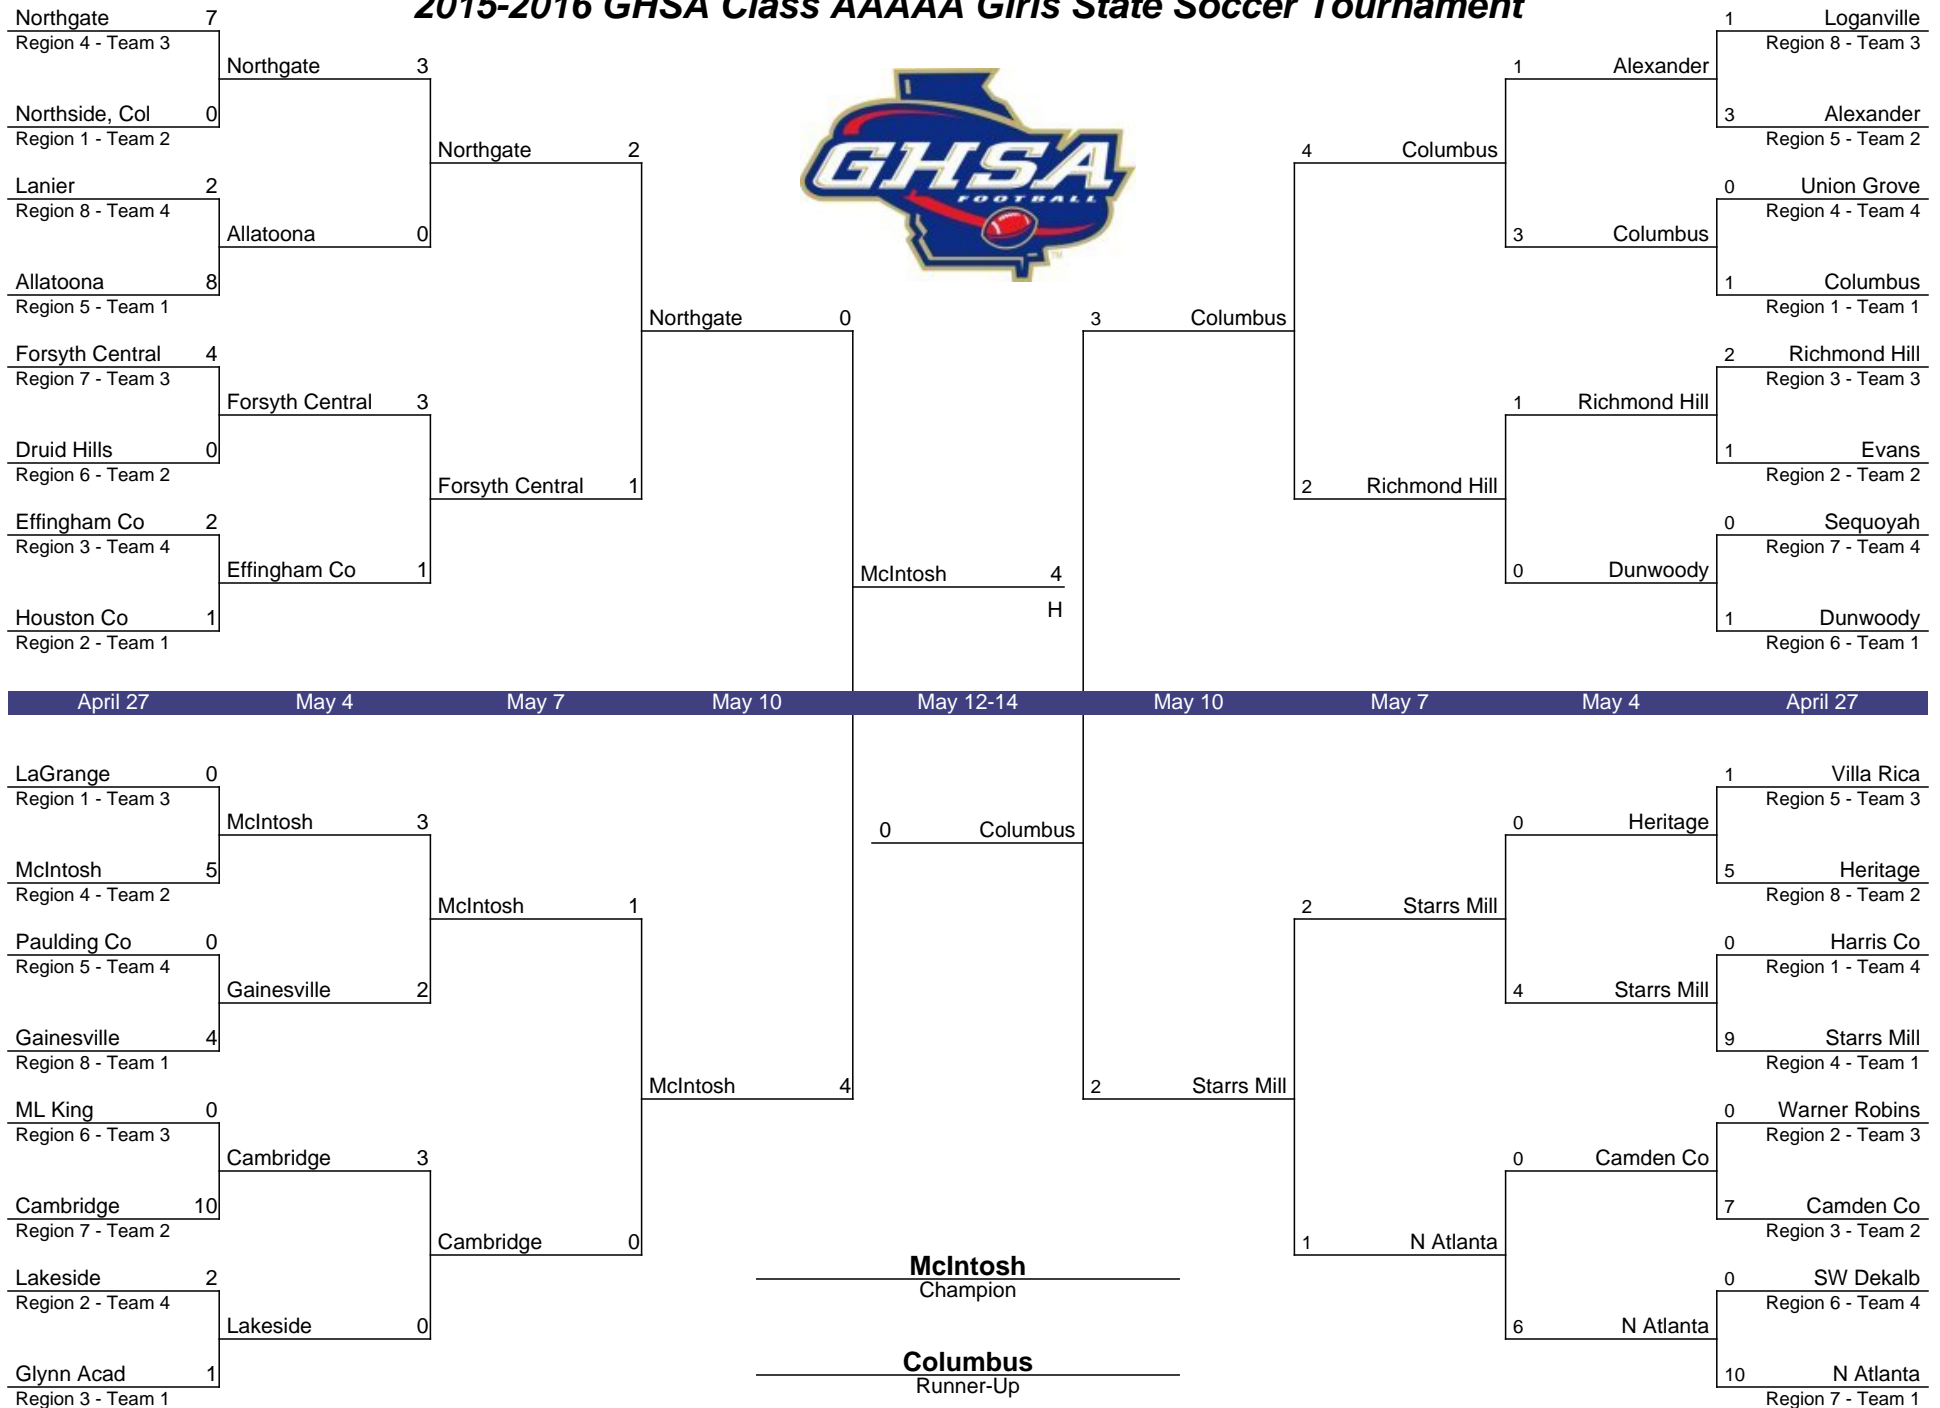 2015-2016 GHSA Class AAAAA Girls State Soccer Tournament
GHSA
FOOTBALL
TM
Northgate 7
Region 4 - Team 3
Northside, Col 0
Region 1 - Team 2
Lanier 2
Region 8 - Team 4
Allatoona 8
Region 5 - Team 1
Forsyth Central 4
Region 7 - Team 3
Druid Hills 0
Region 6 - Team 2
Effingham Co 2
Region 3 - Team 4
Houston Co 1
Region 2 - Team 1
Northgate 3
Allatoona 0
Forsyth Central 3
Effingham Co 1
Northgate 2
Forsyth Central 1
Northgate 0
McIntosh 4
H
3 Columbus
4 Columbus
2 Richmond Hill
1 Alexander
3 Columbus
1 Richmond Hill
0 Dunwoody
1 Loganville
Region 8 - Team 3
3 Alexander
Region 5 - Team 2
0 Union Grove
Region 4 - Team 4
1 Columbus
Region 1 - Team 1
2 Richmond Hill
Region 3 - Team 3
1 Evans
Region 2 - Team 2
0 Sequoyah
Region 7 - Team 4
1 Dunwoody
Region 6 - Team 1
April 27 May 4 May 7 May 10 May 12-14 May 10 May 7 May 4 April 27
LaGrange 0
Region 1 - Team 3
McIntosh 5
Region 4 - Team 2
Paulding Co 0
Region 5 - Team 4
Gainesville 4
Region 8 - Team 1
ML King 0
Region 6 - Team 3
Cambridge 10
Region 7 - Team 2
Lakeside 2
Region 2 - Team 4
Glynn Acad 1
Region 3 - Team 1
McIntosh 3
Gainesville 2
Cambridge 3
Lakeside 0
McIntosh 1
Cambridge 0
McIntosh 4
0 Columbus
2 Starrs Mill
2 Starrs Mill
1 N Atlanta
0 Heritage
4 Starrs Mill
0 Camden Co
6 N Atlanta
1 Villa Rica
Region 5 - Team 3
5 Heritage
Region 8 - Team 2
0 Harris Co
Region 1 - Team 4
9 Starrs Mill
Region 4 - Team 1
0 Warner Robins
Region 2 - Team 3
7 Camden Co
Region 3 - Team 2
0 SW Dekalb
Region 6 - Team 4
10 N Atlanta
Region 7 - Team 1
McIntosh
Champion
Columbus
Runner-Up